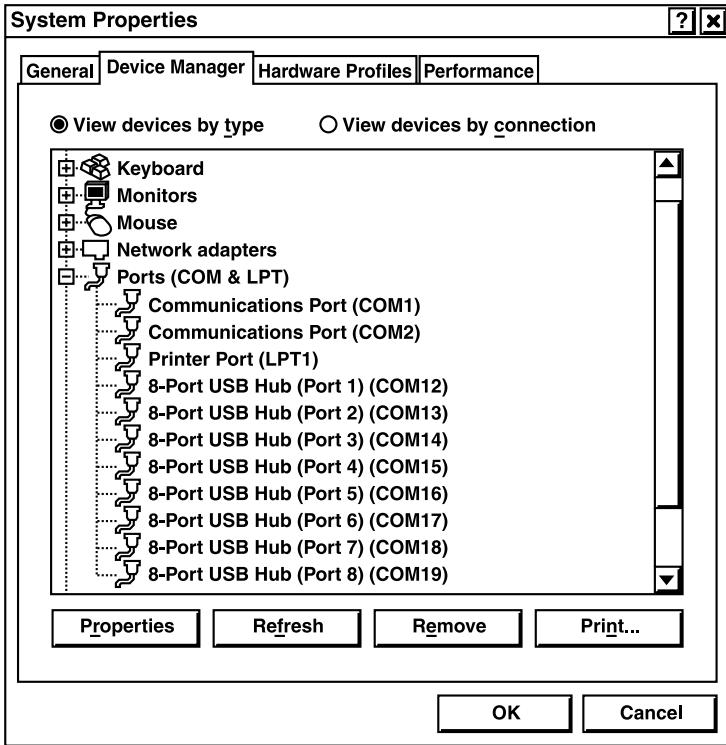 System Properties ?
General Device Manager Hardware Profiles Performance
View devices by type View devices by connection
Keyboard
Monitors
Mouse
Network adapters
Ports (COM & LPT)
Communications Port (COM1)
Communications Port (COM2)
Printer Port (LPT1)
8-Port USB Hub (Port 1) (COM12)
8-Port USB Hub (Port 2) (COM13)
8-Port USB Hub (Port 3) (COM14)
8-Port USB Hub (Port 4) (COM15)
8-Port USB Hub (Port 5) (COM16)
8-Port USB Hub (Port 6) (COM17)
8-Port USB Hub (Port 7) (COM18)
8-Port USB Hub (Port 8) (COM19)
Properties Refresh Remove Print...
OK Cancel